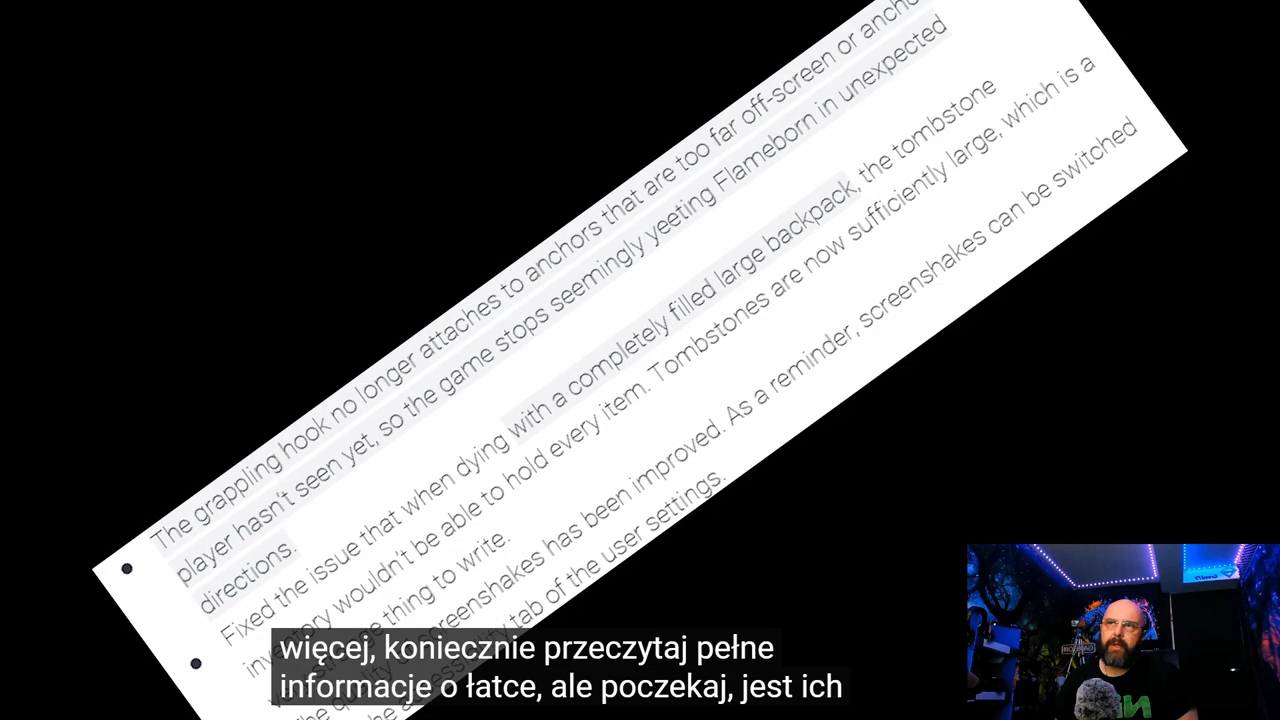 The grappling hook no longer attaches to anchors that are too far off-screen or
player hasn't seen yet, so the game stops seemingly yeeting Flameborn in unexpected
directions.
Fixed the issue that when dying with a completely filled large backpack, the tombstone
inventory wouldn't be able to hold every item. Tombstones are now sufficiently large, which is a
thing to write.
screenshakes has been improved. As a reminder, screenshakes can be switched
tab of the user settings.
więcej, koniecznie przeczytaj pełne
informacje o łatce, ale poczekaj, jest ich